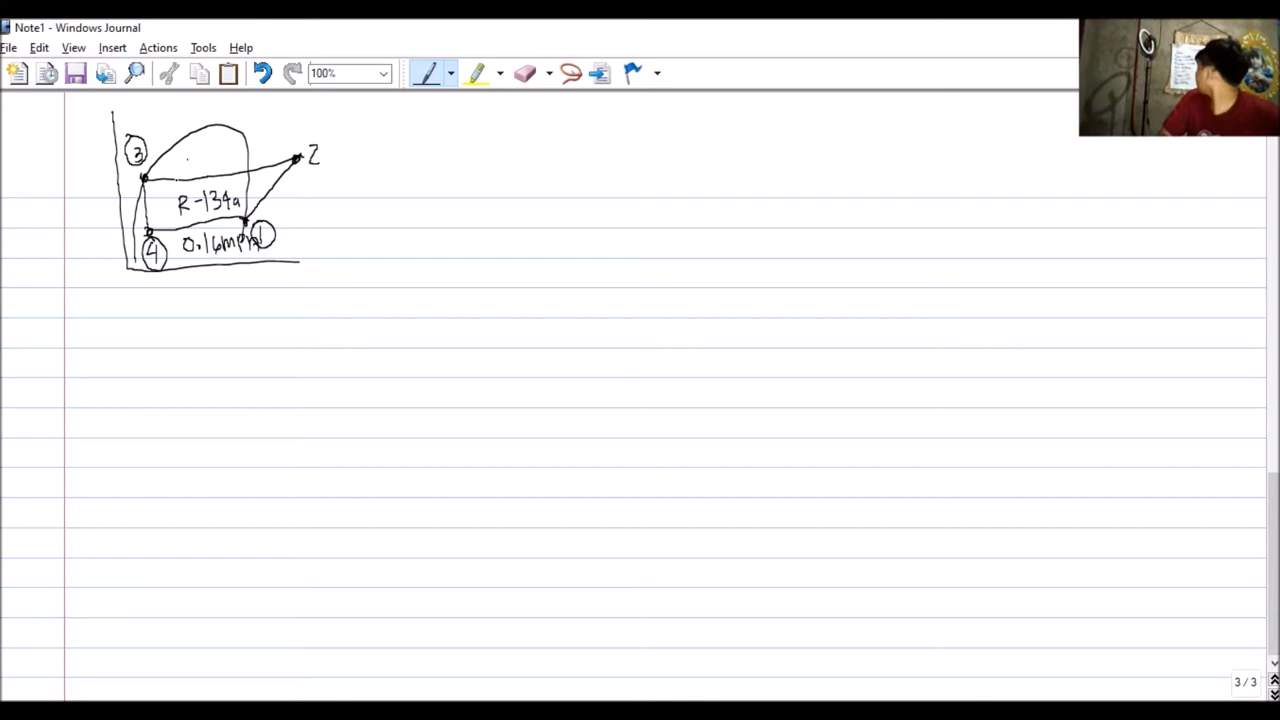 Note1 - Windows Journal
File Edit View Insert Actions Tools Help
100%
3
2
R-134a
1
0.16mpa
4
3 / 3